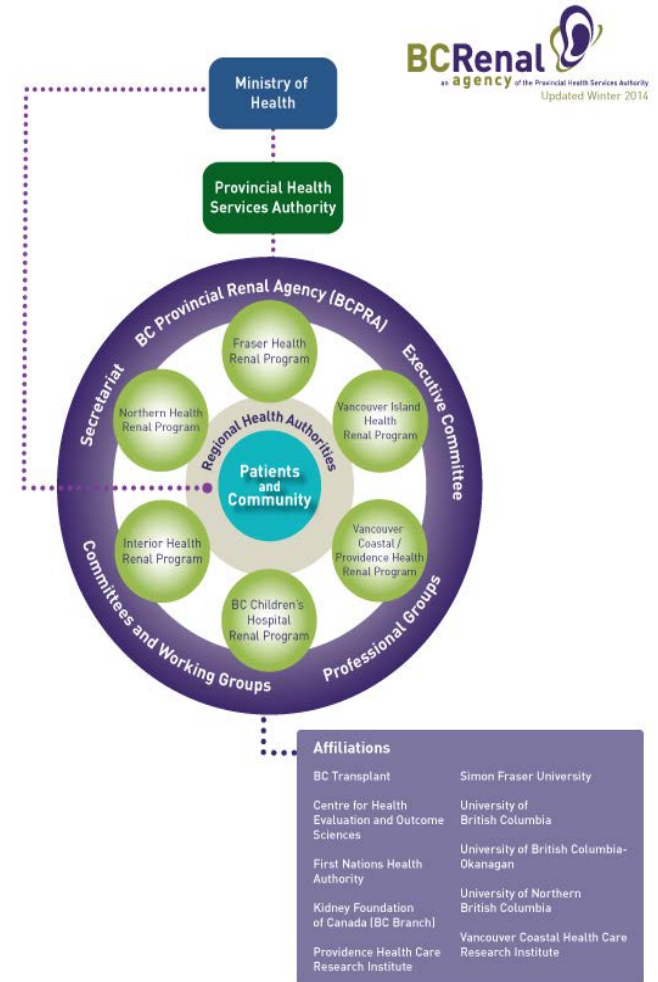 BCRenal
an agency of the Provincial Health Services Authority
Updated Winter 2014
Ministry of
Health
Provincial Health
Services Authority
BC Provincial Renal Agency (BCPRA)
Secretariat
Executive Committee
Committees and Working Groups
Professional Groups
Fraser Health
Renal Program
Northern Health
Renal Program
Vancouver Island
Health
Renal Program
Regional Health Authorities
Patients
and
Community
Interior Health
Renal Program
Vancouver
Coastal /
Providence Health
Renal Program
BC Children's
Hospital
Renal Program
Affiliations
BC Transplant
Centre for Health
Evaluation and Outcome
Sciences
First Nations Health
Authority
Kidney Foundation
of Canada (BC Branch)
Providence Health Care
Research Institute
Simon Fraser University
University of
British Columbia
University of British Columbia-
Okanagan
University of Northern
British Columbia
Vancouver Coastal Health Care
Research Institute